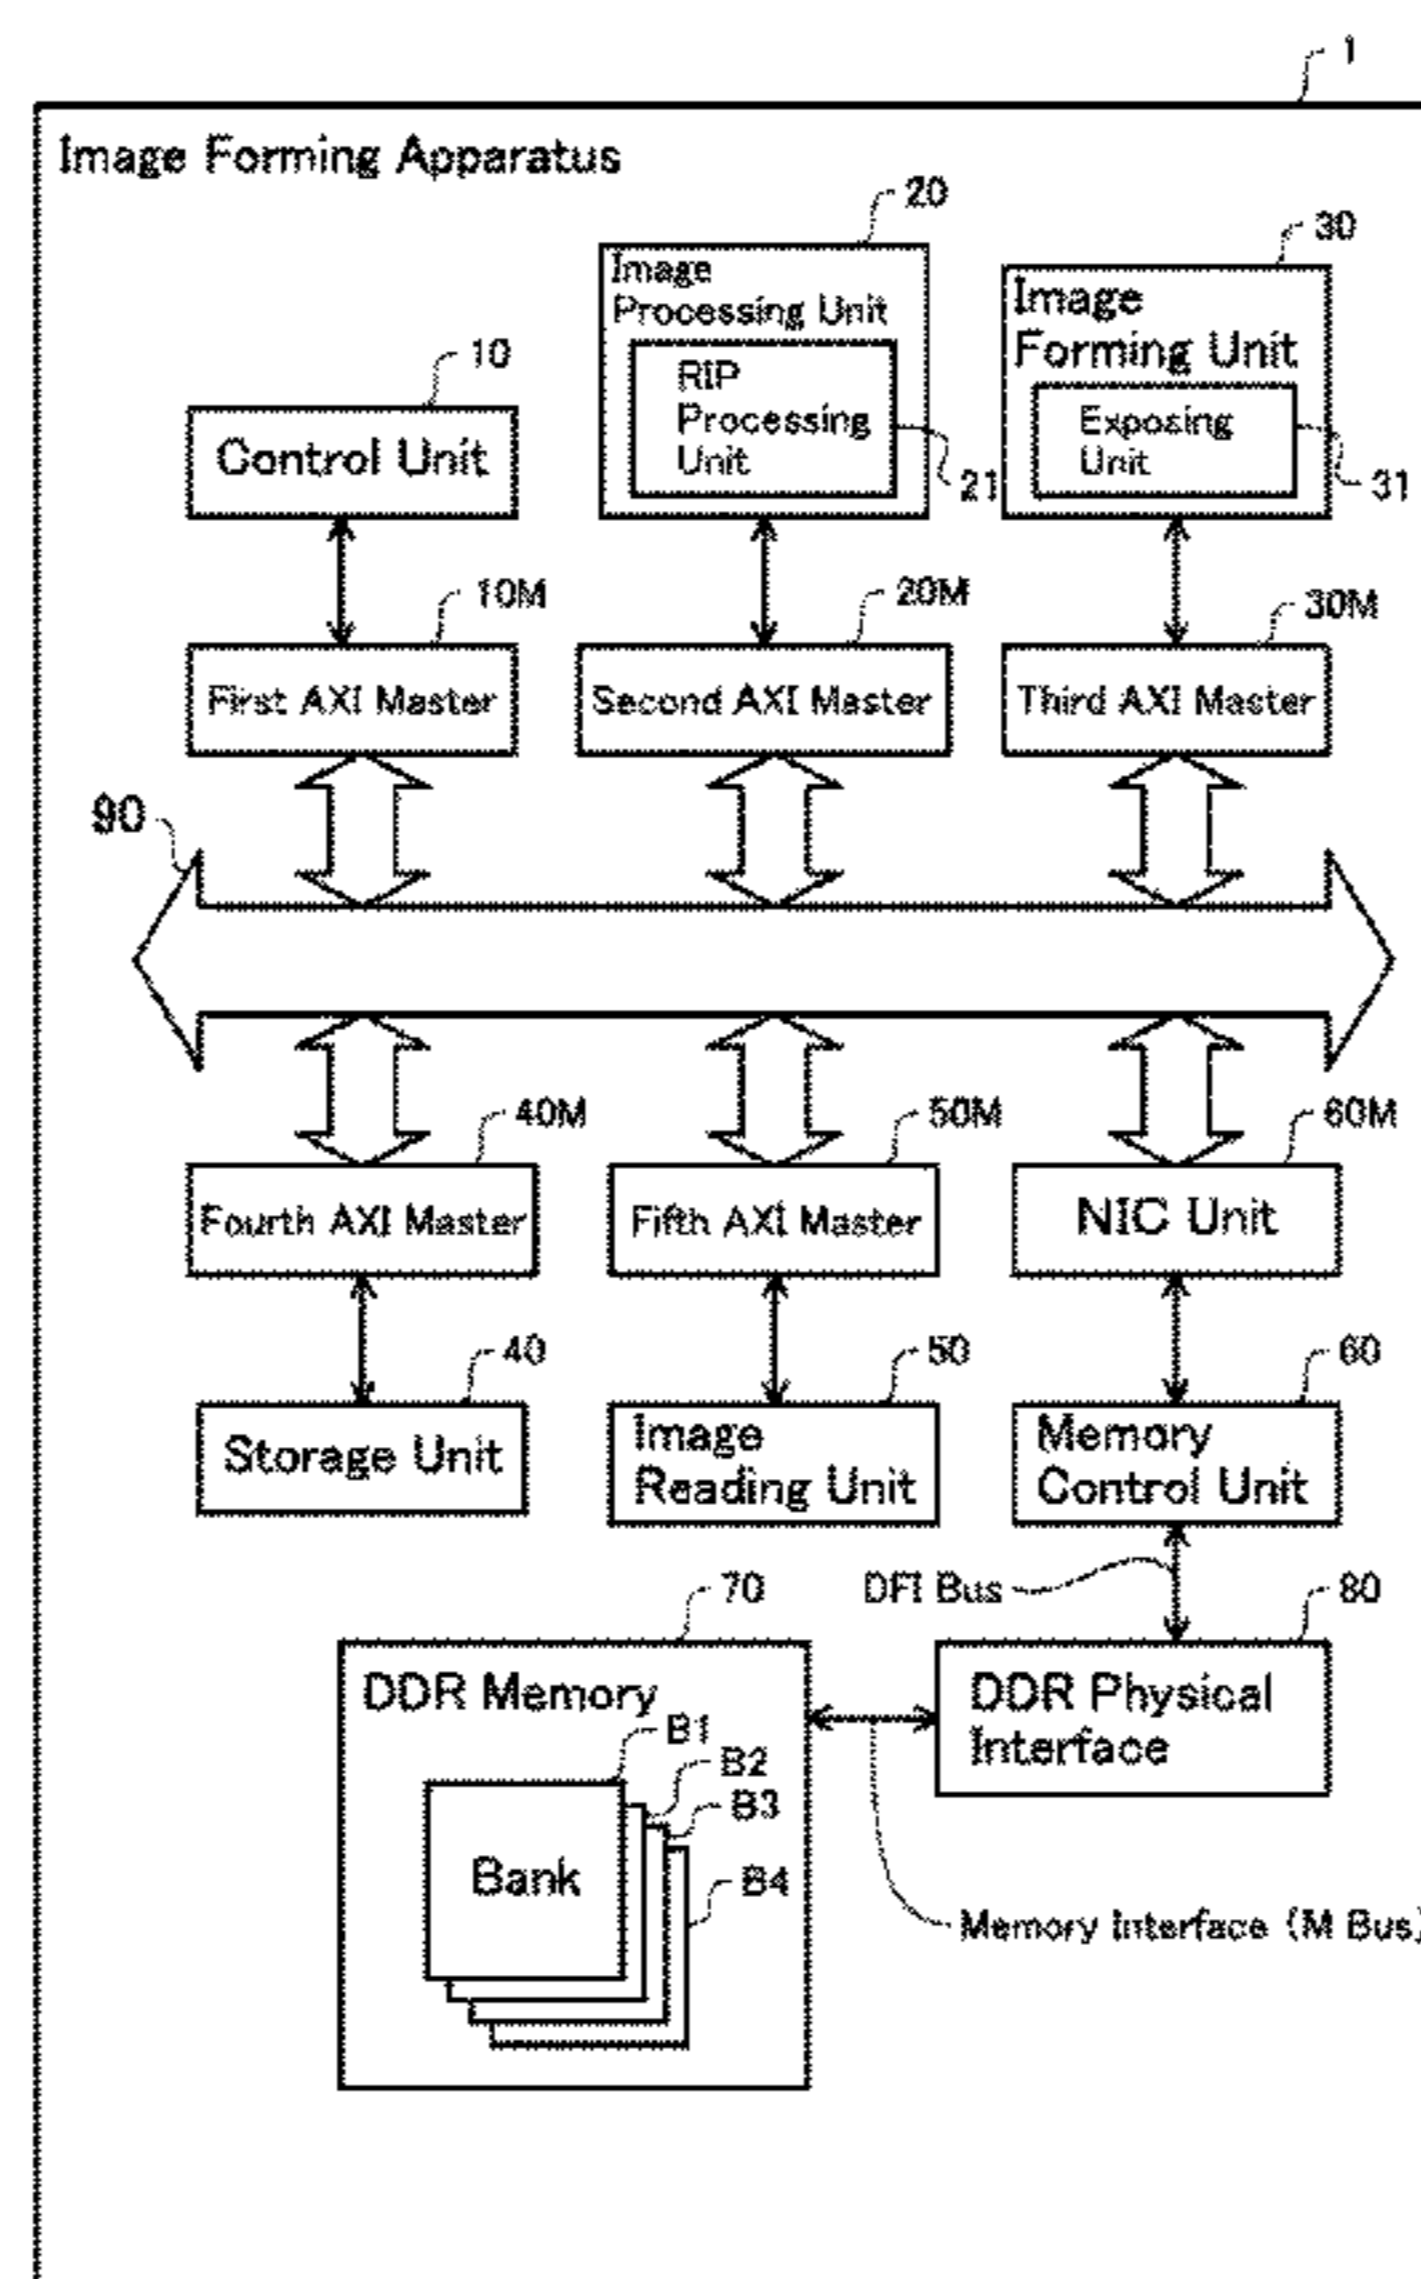 1
Image Forming Apparatus
20
30
Image
Processing Unit
Image
Forming Unit
10
RIP
Processing
Unit
Exposing
Unit
Control Unit
21
31
10M
20M
30M
First AXI Master
Second AXI Master
Third AXI Master
90
40M
50M
60M
Fourth AXI Master
Fifth AXI Master
NIC Unit
40
50
60
Storage Unit
Image
Reading Unit
Memory
Control Unit
DFI Bus
70
80
DDR Memory
DDR Physical
Interface
B1
B2
B3
B4
Bank
Memory Interface (M Bus)